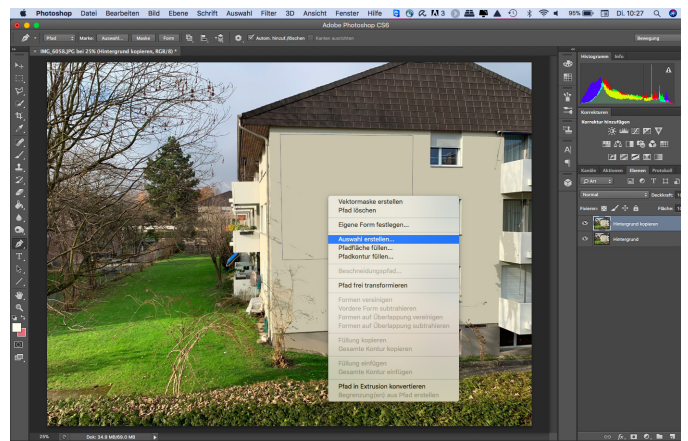 Photoshop Datei Bearbeiten Bild Ebene Schrift Auswahl Filter 3D Ansicht Fenster Hilfe 3 95% Di. 10:27
Adobe Photoshop CS6
Pfad Marke: Auswahl... Maske Form Autom. hinzuf./löschen Kanten ausrichten Bewegung
× IMG_6058.JPG bei 25% (Hintergrund kopieren, RGB/8) *
Histogramm Info
Korrekturen
Korrektur hinzufügen
Kanäle Aktionen Ebenen Protokoll
Art
Normal Deckkraft:
Fixieren: Fläche:
Hintergrund kopieren
Hintergrund
Vektormaske erstellen
Pfad löschen
Eigene Form festlegen...
Auswahl erstellen...
Pfadfläche füllen...
Pfadkontur füllen...
Beschneidungspfad...
Pfad frei transformieren
Formen vereinigen
Vordere Form subtrahieren
Formen auf Überlappung vereinigen
Formen auf Überlappung subtrahieren
Füllung kopieren
Gesamte Kontur kopieren
Füllung einfügen
Gesamte Kontur einfügen
Pfad in Extrusion konvertieren
Begrenzung(en) aus Pfad erstellen
25% Dok: 34.9 MB/69.0 MB